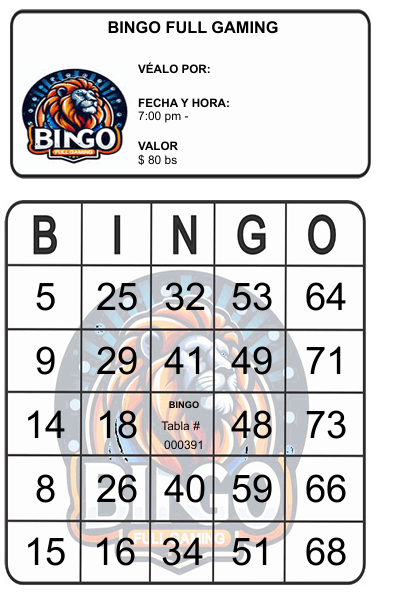 BINGO FULL GAMING
VÉALO POR:
FECHA Y HORA:
7:00 pm -
VALOR
$ 80 bs
BINGO
FULL GAMING
B I N G O
5 25 32 53 64
9 29 41 49 71
14 18 BINGO Tabla # 000391 48 73
8 26 40 59 66
15 16 34 51 68
BINGO
FULL GAMING